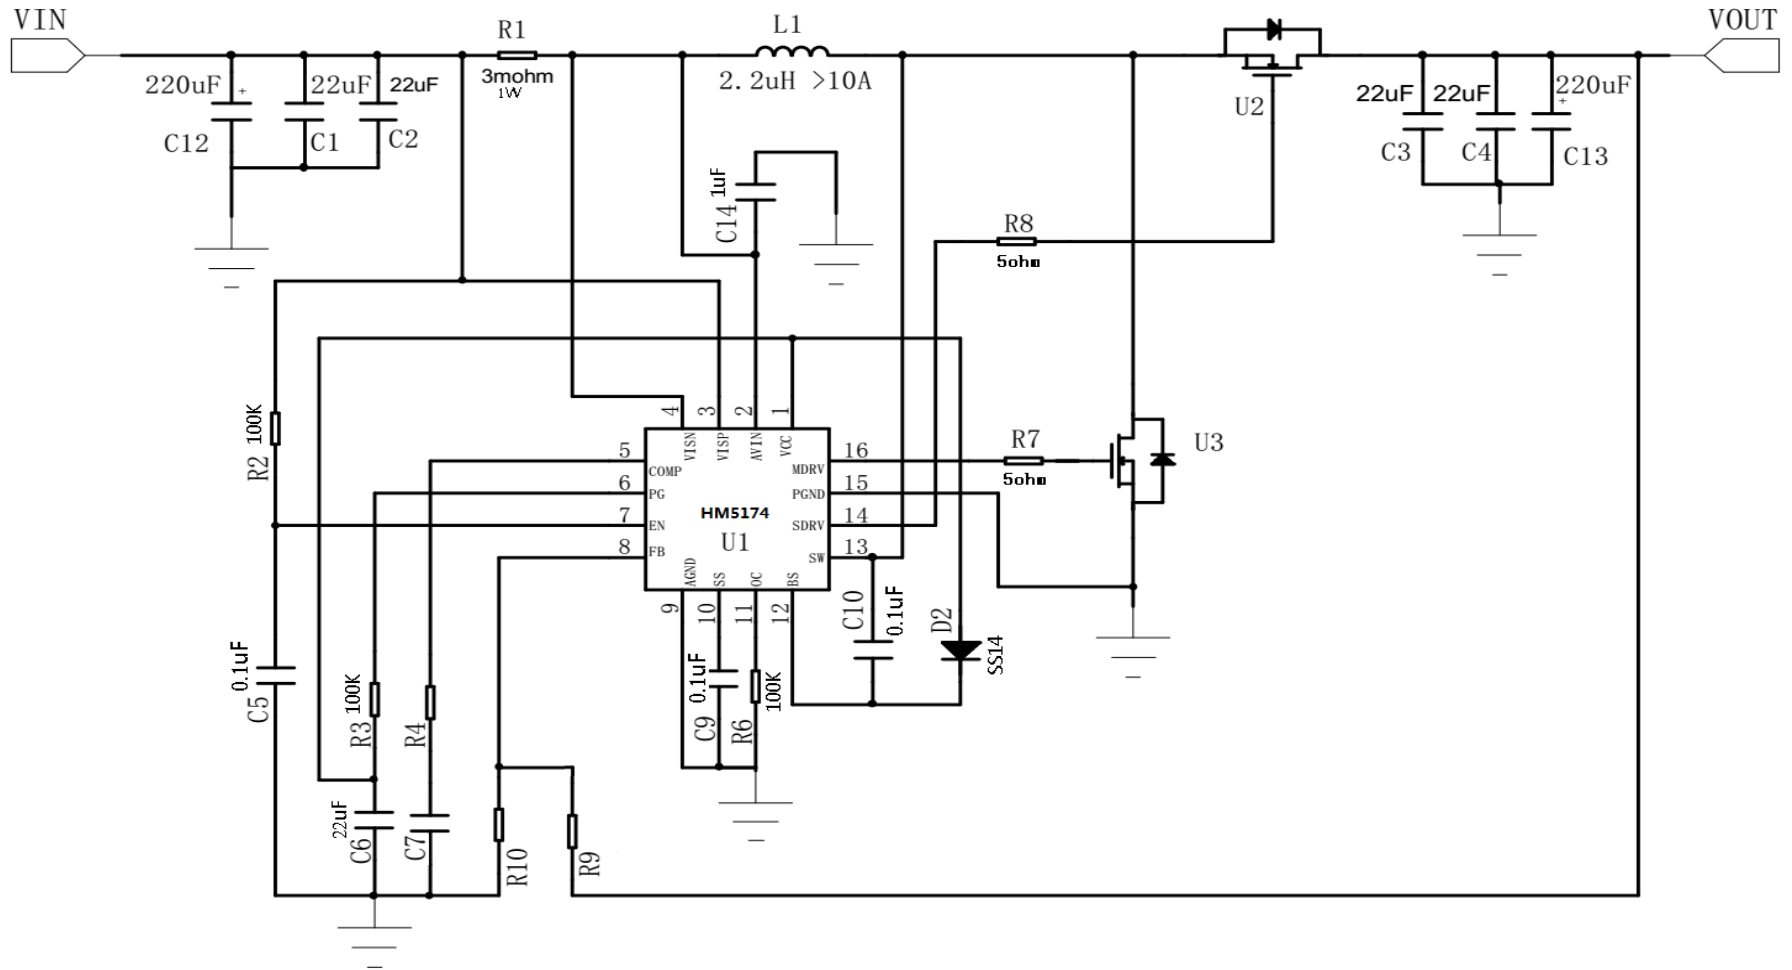 VIN
R1
L1
VOUT
220uF
+
22uF
22uF
3mohm
1W
2.2uH >10A
U2
22uF
22uF
220uF
+
C12
C1
C2
C3
C4
C13
1uF
C14
R8
5ohm
100K
R2
4
3
2
1
VISN
VISP
AVIN
VCC
R7
5ohm
U3
5
COMP
MDRV
16
6
PG
PGND
15
7
EN
HM5174
SDRV
14
8
FB
U1
SW
13
AGND
SS
OC
BS
9
10
11
12
C10
0.1uF
D2
SS14
0.1uF
C5
100K
R3
R4
0.1uF
C9
R6
100K
22uF
C6
C7
R10
R9